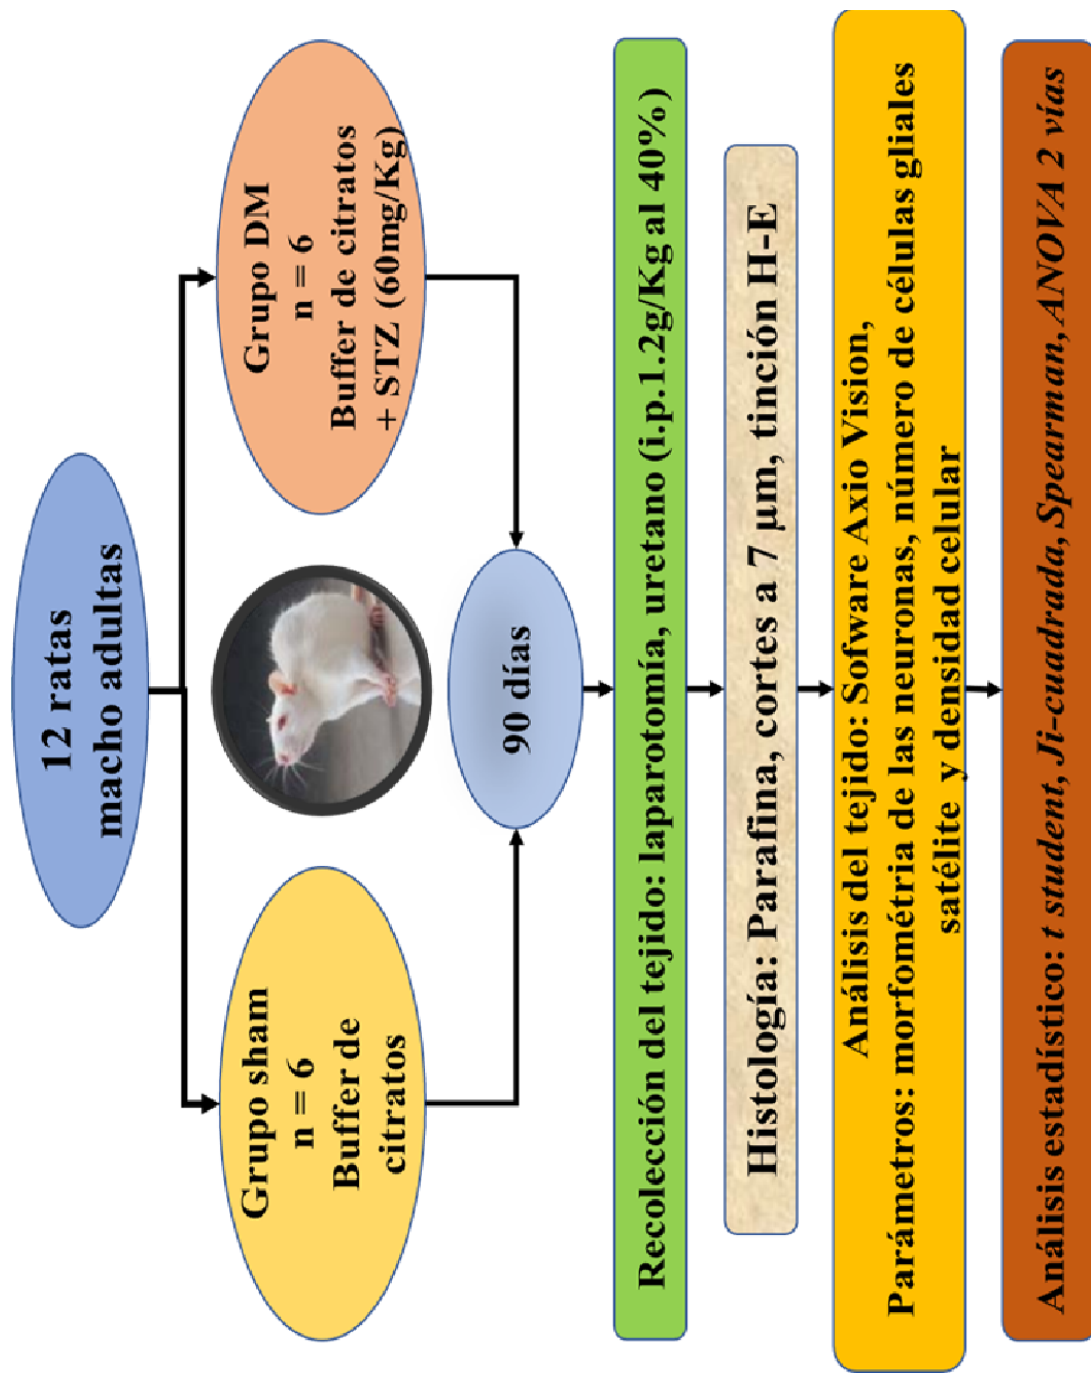 12 ratas
macho adultas
Grupo sham
n = 6
Buffer de
citratos
Grupo DM
n = 6
Buffer de citratos
+ STZ (60mg/Kg)
90 días
Recolección del tejido: laparotomía, uretano (i.p.1.2g/Kg al 40%)
Histología: Parafina, cortes a 7 µm, tinción H-E
Análisis del tejido: Sofware Axio Vision,
Parámetros: morfométria de las neuronas, número de células gliales
satélite y densidad celular
Análisis estadístico: t student, Ji-cuadrada, Spearman, ANOVA 2 vías